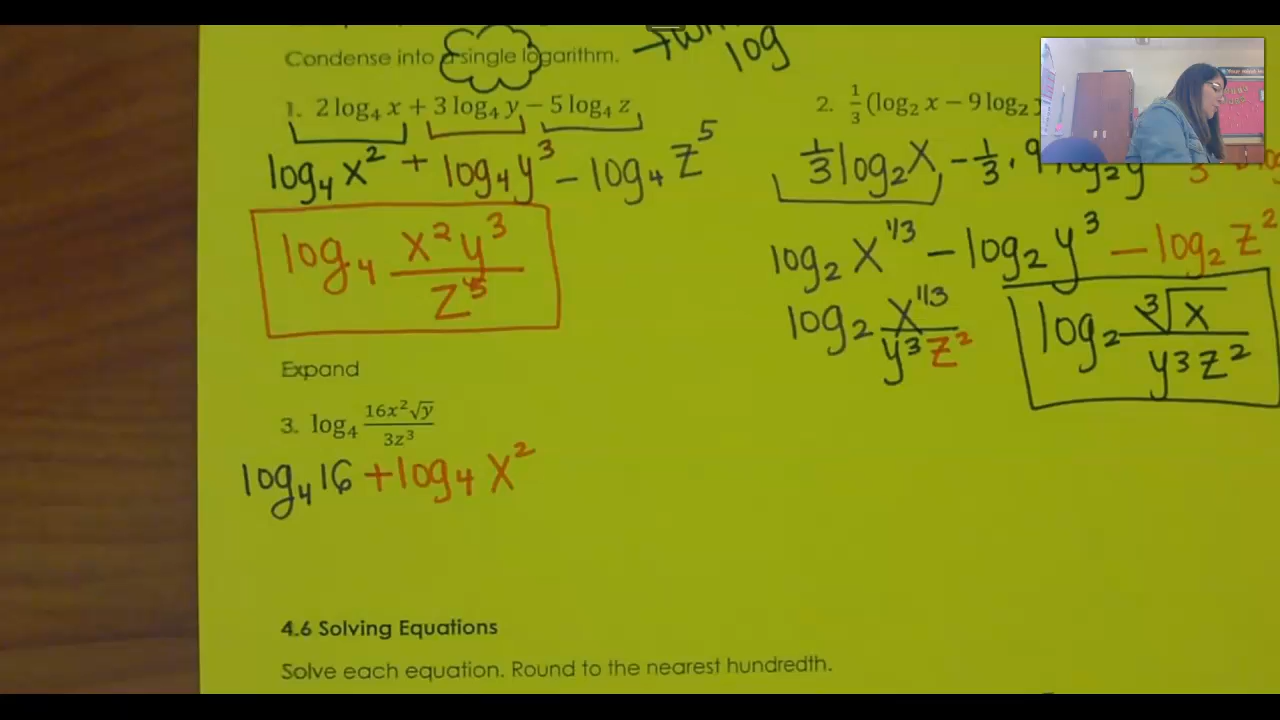 Condense into a single logarithm. →
log
1. 2 log₄ x + 3 log₄ y − 5 log₄ z
log₄ x² + log₄ y³ − log₄ z⁵
log₄ x²y³/z⁵
2. 1/3 (log₂ x − 9 log₂
1/3 log₂ x − 1/3 · 9 log₂ y
log₂ x^1/3 − log₂ y³ − log₂ z²
log₂ x^1/3 / y³z²
log₂ ∛x / y³z²
Expand
3. log₄ 16x²√y / 3z³
log₄ 16 + log₄ x²
4.6 Solving Equations
Solve each equation. Round to the nearest hundredth.